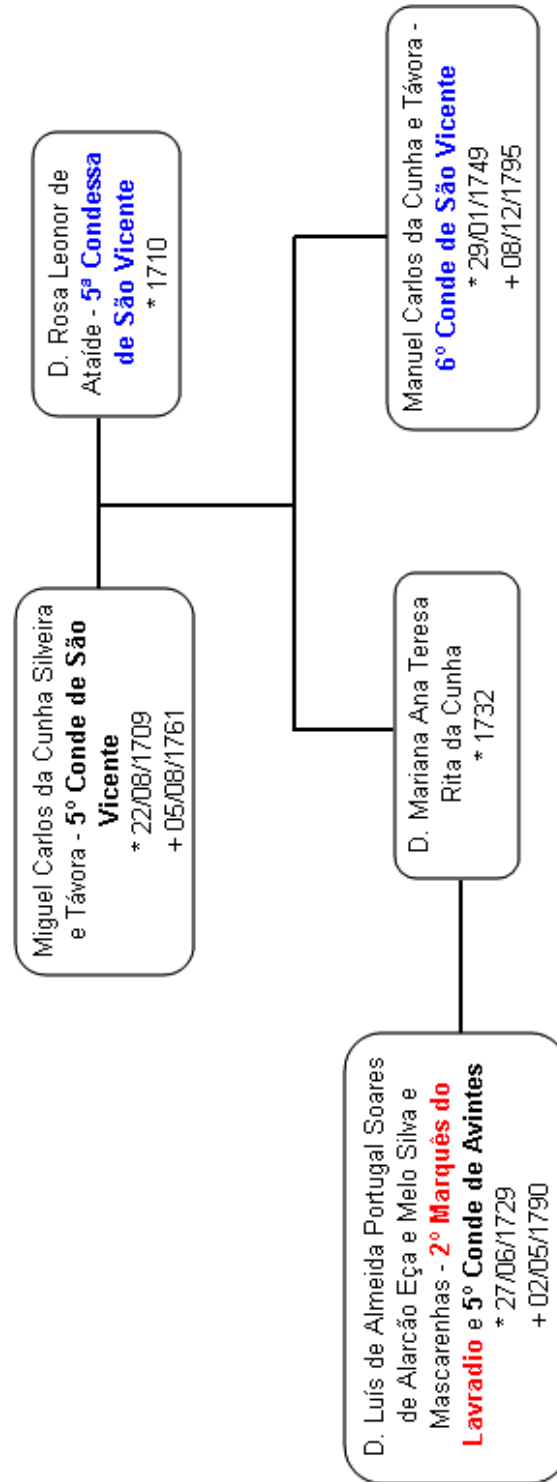 Miguel Carlos da Cunha Silveira
e Távora - 5º Conde de São
Vicente
* 22/08/1709
+ 05/08/1761
D. Rosa Leonor de
Ataíde - 5ª Condessa
de São Vicente
* 1710
D. Luís de Almeida Portugal Soares
de Alarcão Eça e Melo Silva e
Mascarenhas - 2º Marquês do
Lavradio e 5º Conde de Avintes
* 27/06/1729
+ 02/05/1790
D. Mariana Ana Teresa
Rita da Cunha
* 1732
Manuel Carlos da Cunha e Távora -
6º Conde de São Vicente
* 29/01/1749
+ 08/12/1795